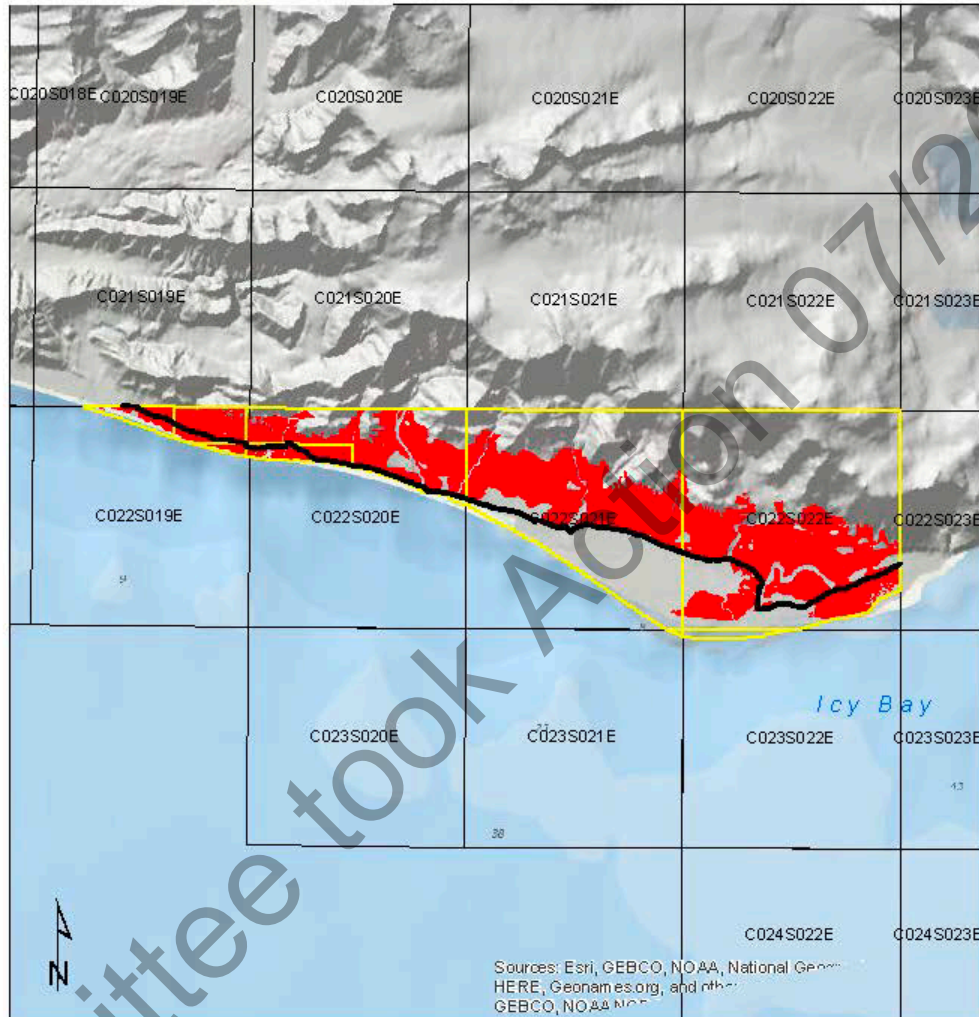 C020S018E C020S019E C020S020E C020S021E C020S022E C020S023E
C021S019E C021S020E C021S021E C021S022E C021S023E
C022S019E C022S020E C022S021E C022S022E C022S023E
9
Icy Bay
C023S020E C023S021E C023S022E C023S023E
43
38
C024S022E C024S023E
N
Sources: Esri, GEBCO, NOAA, National
HERE, Geonames.org, and
GEBCO, NOAA
took Action 07/2